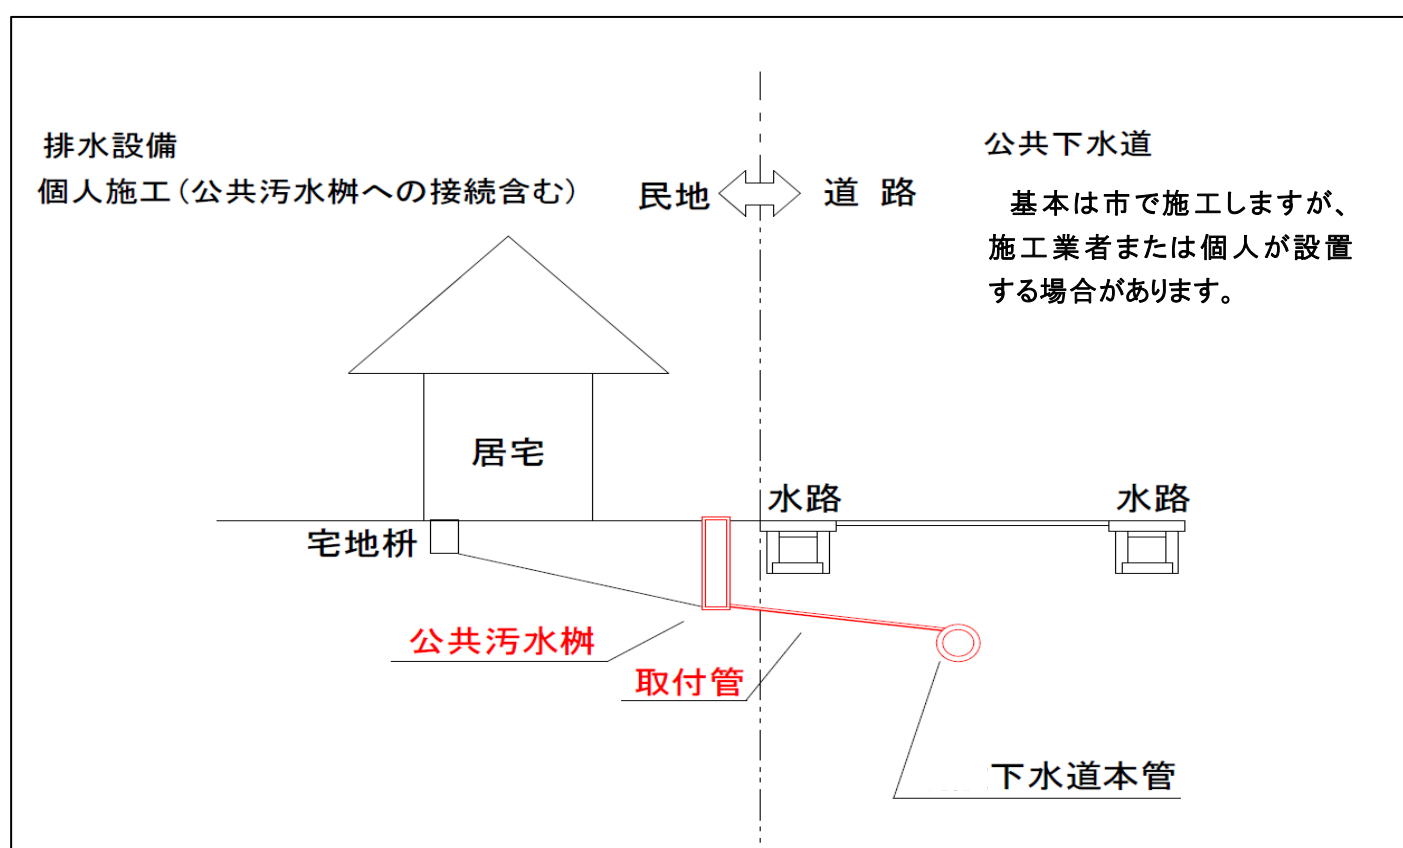 排水設備
個人施工(公共汚水桝への接続含む)
民地
道路
公共下水道
基本は市で施工しますが、
施工業者または個人が設置
する場合があります。
居宅
水路
水路
宅地枡
公共汚水桝
取付管
下水道本管